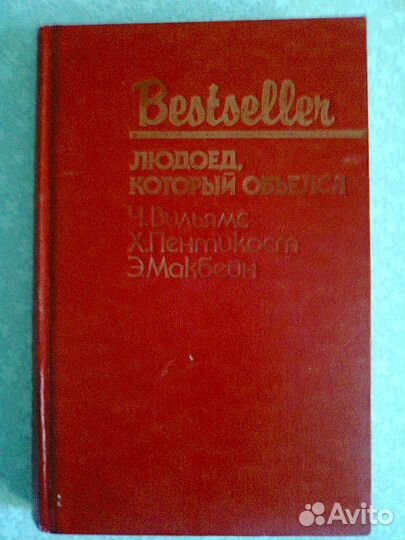 Bestseller
ЛЮДОЕД,
КОТОРЫЙ ОБЪЕЛСЯ
Ч.Вильямс
Х.Пентикост
Э.Макбейн
Avito